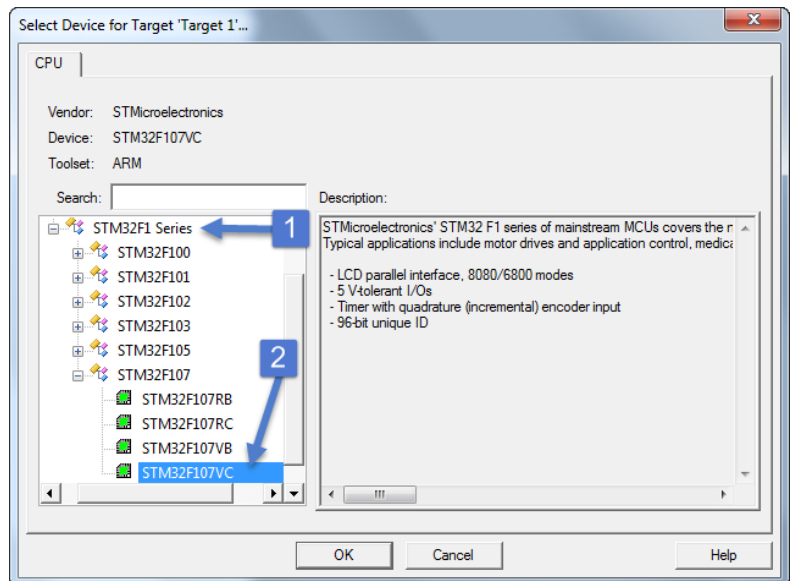 Select Device for Target 'Target 1'...
CPU
Vendor: STMicroelectronics
Device: STM32F107VC
Toolset: ARM
Search:
Description:
STM32F1 Series
1
STM32F100
STM32F101
STM32F102
STM32F103
STM32F105
STM32F107
2
STM32F107RB
STM32F107RC
STM32F107VB
STM32F107VC
STMicroelectronics' STM32 F1 series of mainstream MCUs covers the
Typical applications include motor drives and application control,
- LCD parallel interface, 8080/6800 modes
- 5 V-tolerant I/Os
- Timer with quadrature (incremental) encoder input
- 96-bit unique ID
OK
Cancel
Help